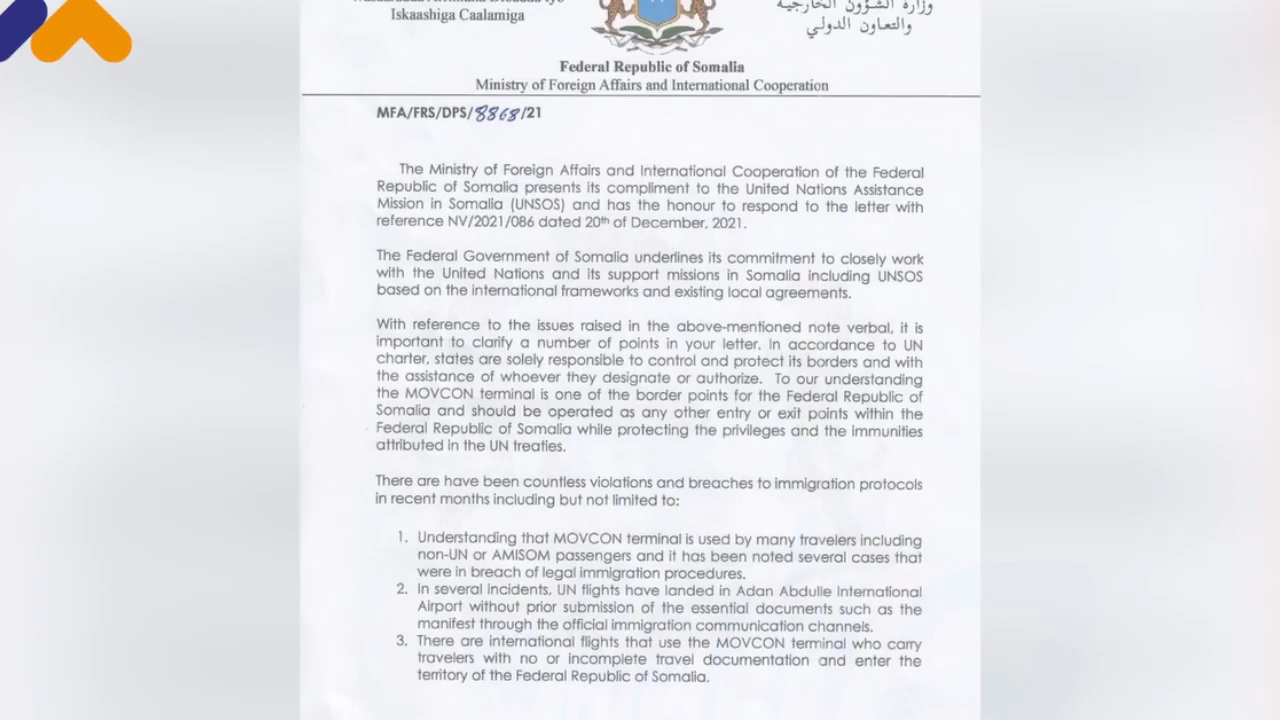 Iskaashiga Caalamiga
وزارة الشؤون الخارجية
والتعاون الدولي
Federal Republic of Somalia
Ministry of Foreign Affairs and International Cooperation
MFA/FRS/DPS/8868/21
The Ministry of Foreign Affairs and International Cooperation of the Federal
Republic of Somalia presents its compliment to the United Nations Assistance
Mission in Somalia (UNSOS) and has the honour to respond to the letter with
reference NV/2021/086 dated 20th of December, 2021.
The Federal Government of Somalia underlines its commitment to closely work
with the United Nations and its support missions in Somalia including UNSOS
based on the international frameworks and existing local agreements.
With reference to the issues raised in the above-mentioned note verbal, it is
important to clarify a number of points in your letter. In accordance to UN
charter, states are solely responsible to control and protect its borders and with
the assistance of whoever they designate or authorize. To our understanding
the MOVCON terminal is one of the border points for the Federal Republic of
Somalia and should be operated as any other entry or exit points within the
Federal Republic of Somalia while protecting the privileges and the immunities
attributed in the UN treaties.
There are have been countless violations and breaches to immigration protocols
in recent months including but not limited to:
1. Understanding that MOVCON terminal is used by many travelers including
non-UN or AMISOM passengers and it has been noted several cases that
were in breach of legal immigration procedures.
2. In several incidents, UN flights have landed in Adan Abdulle International
Airport without prior submission of the essential documents such as the
manifest through the official immigration communication channels.
3. There are international flights that use the MOVCON terminal who carry
travelers with no or incomplete travel documentation and enter the
territory of the Federal Republic of Somalia.